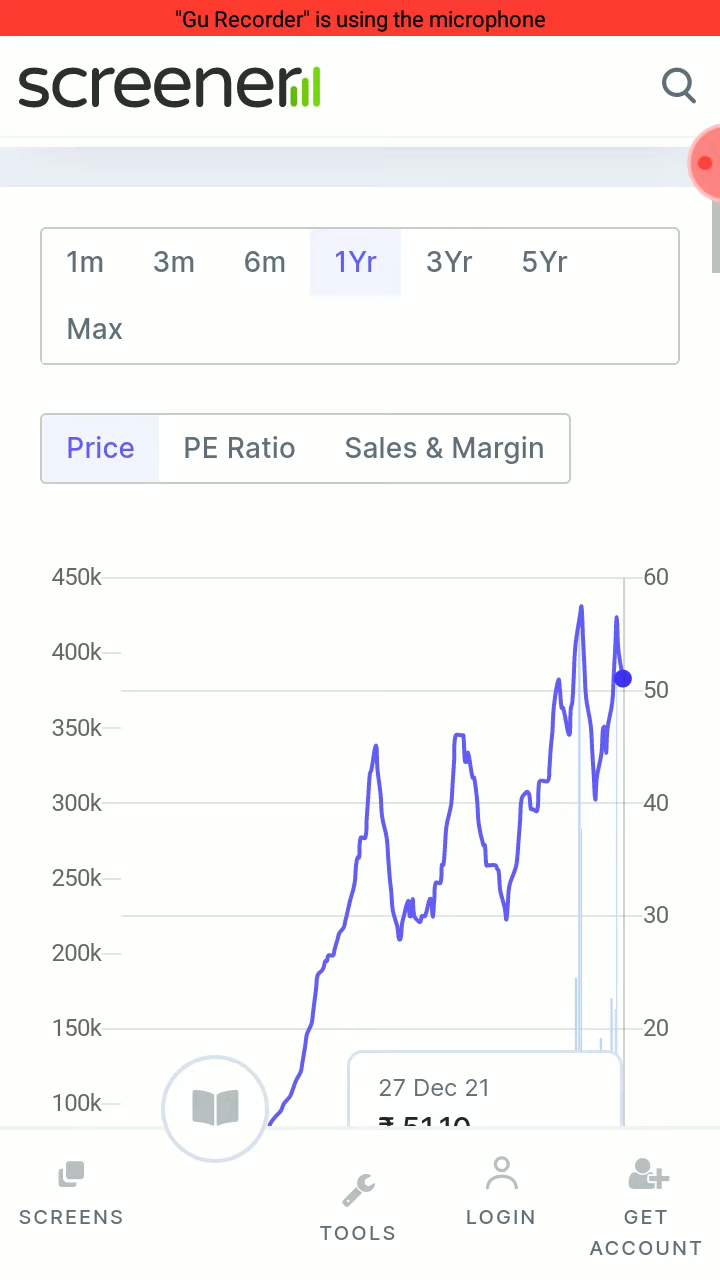 "Gu Recorder" is using the microphone
screener
1m 3m 6m 1Yr 3Yr 5Yr
Max
Price PE Ratio Sales & Margin
450k 60
400k
50
350k
300k 40
250k
30
200k
150k 20
27 Dec 21
100k
₹ 51.10
SCREENS
TOOLS
LOGIN
GET
ACCOUNT